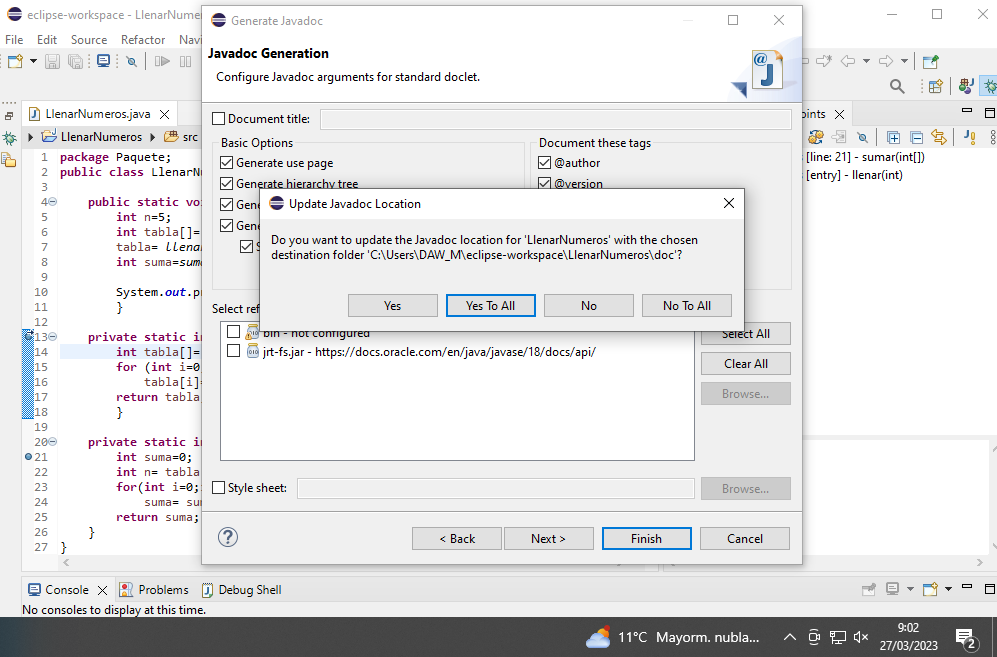 eclipse-workspace - LlenarNumero
File Edit Source Refactor Navi
LlenarNumeros.java
LlenarNumeros src
1 package Paquete;
2 public class LlenarN
3
4 public static vo
5 int n=5;
6 int tabla[]=
7 tabla= llena
8 int suma=sum
9
10 System.out.p
11 }
12
13 private static i
14 int tabla[]=
15 for (int i=0
16 tabla[i]=
17 return tabla
18 }
19
20 private static i
21 int suma=0;
22 int n= tabla
23 for(int i=0;
24 suma= su
25 return suma;
26 }
27 }
Generate Javadoc
Javadoc Generation
Configure Javadoc arguments for standard doclet.
@ J
Document title:
Basic Options
Generate use page
Generate hierarchy tree
Gen
Gen
S
Document these tags
@author
@version
Update Javadoc Location
Do you want to update the Javadoc location for 'LlenarNumeros' with the chosen
destination folder 'C:\Users\DAW_M\eclipse-workspace\LlenarNumeros\doc'?
Yes
Yes To All
No
No To All
Select ref
bin - not configured
jrt-fs.jar - https://docs.oracle.com/en/java/javase/18/docs/api/
Select All
Clear All
Browse...
Style sheet:
Browse...
< Back
Next >
Finish
Cancel
oints
[line: 21] - sumar(int[])
[entry] - llenar(int)
Console Problems Debug Shell
No consoles to display at this time.
11°C Mayorm. nubla...
9:02
27/03/2023
2